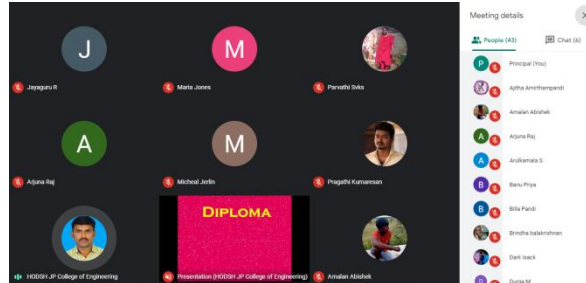 J
M
Jayaguru R
Maria Jones
Parvathi Svks
A
M
Arjuna Raj
Micheal Jerlin
Pragathi Kumaresan
DIPLOMA
HODSH JP College of Engineering
Presentation (HODSH JP College of Engineering)
Amalan Abishek
Meeting details
People (43)
Chat (6)
P
Principal (You)
Ajitha Amirthampandi
Amalan Abishek
A
Arjuna Raj
A
Arulkamala S
B
Banu Priya
B
Billa Pandi
Brindha balakrishnan
Dark Isack
D
Durga M